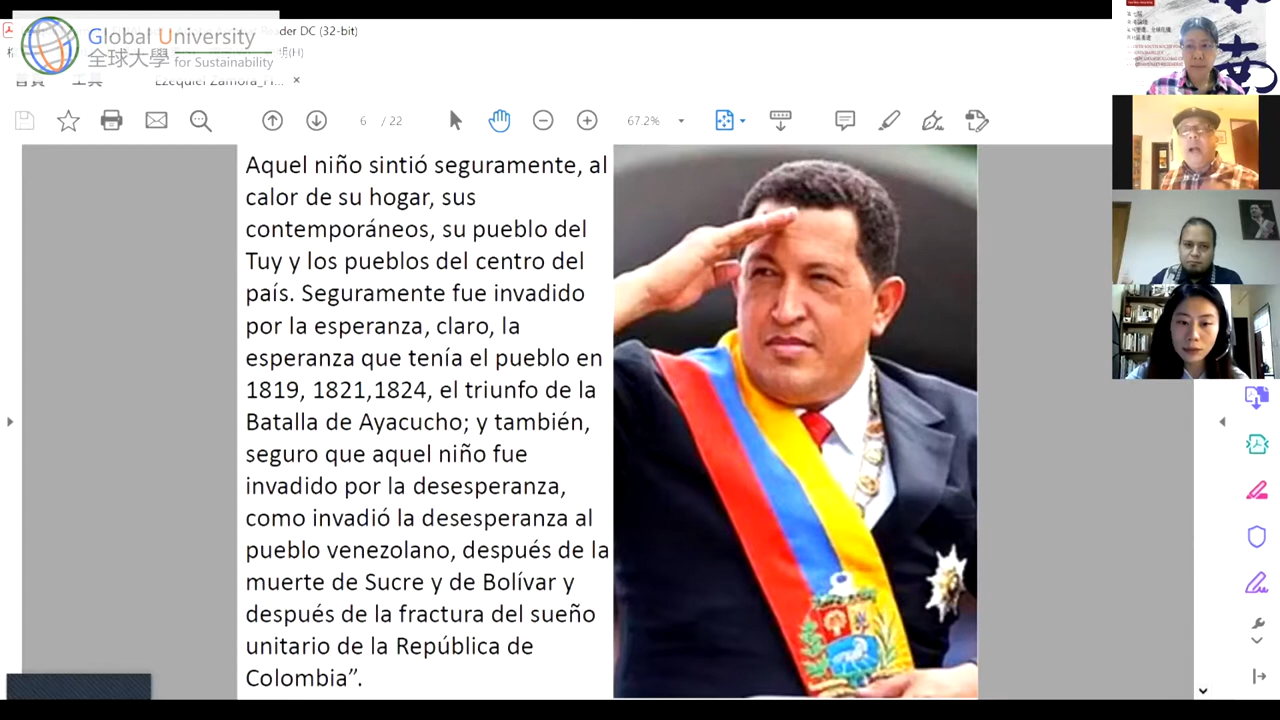 Global University
全球大學 for Sustainability
Reader DC (32-bit)
6 / 22
67.2%
Aquel niño sintió seguramente, al
calor de su hogar, sus
contemporáneos, su pueblo del
Tuy y los pueblos del centro del
país. Seguramente fue invadido
por la esperanza, claro, la
esperanza que tenía el pueblo en
1819, 1821,1824, el triunfo de la
Batalla de Ayacucho; y también,
seguro que aquel niño fue
invadido por la desesperanza,
como invadió la desesperanza al
pueblo venezolano, después de la
muerte de Sucre y de Bolívar y
después de la fractura del sueño
unitario de la República de
Colombia”.